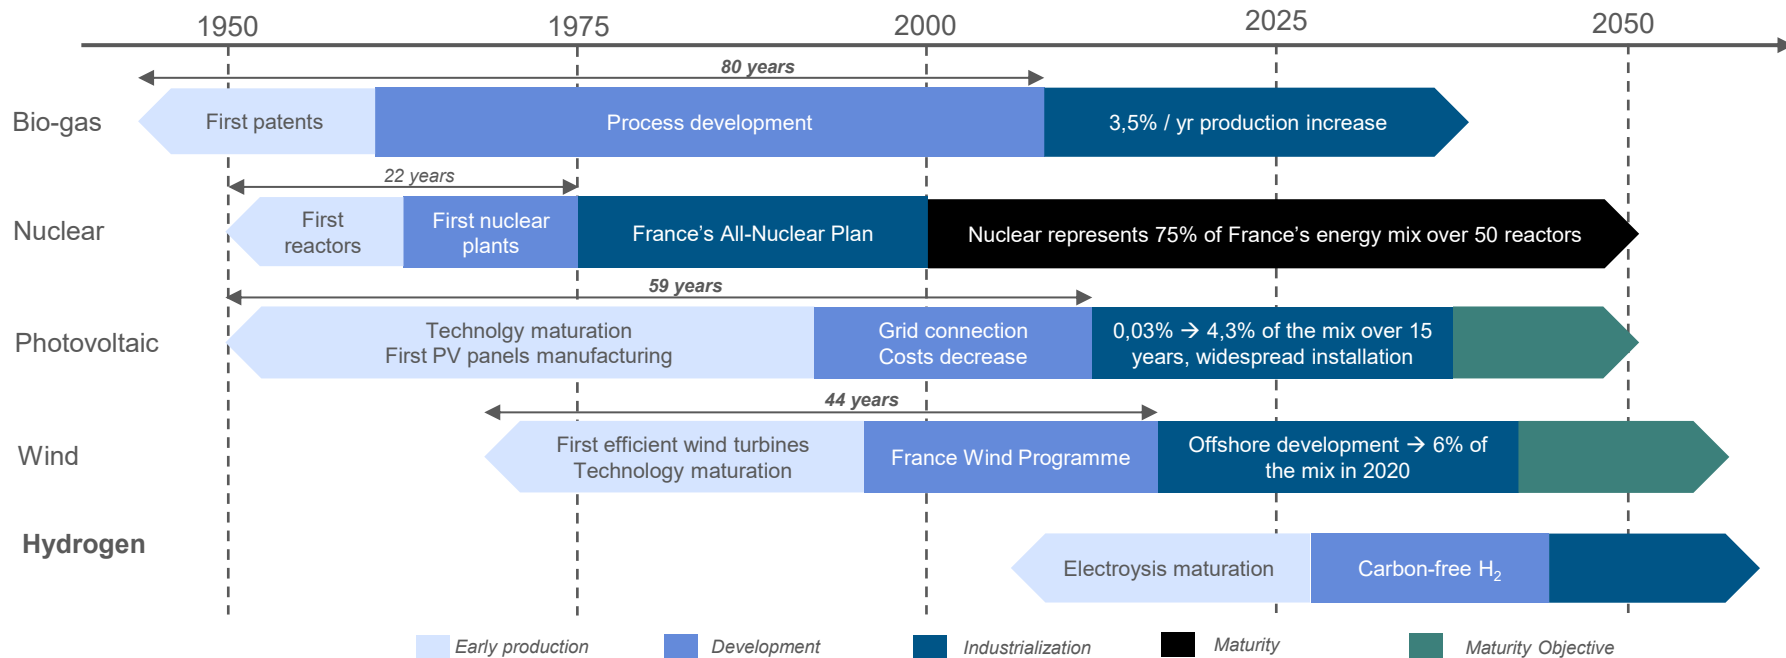 1950 1975 2000 2025 2050
80 years
Bio-gas
First patents
Process development
3,5% / yr production increase
22 years
Nuclear
First
reactors
First nuclear
plants
France’s All-Nuclear Plan
Nuclear represents 75% of France’s energy mix over 50 reactors
59 years
Photovoltaic
Technolgy maturation
First PV panels manufacturing
Grid connection
Costs decrease
0,03% → 4,3% of the mix over 15
years, widespread installation
44 years
Wind
First efficient wind turbines
Technology maturation
France Wind Programme
Offshore development → 6% of
the mix in 2020
Hydrogen
Electroysis maturation
Carbon-free H₂
Early production
Development
Industrialization
Maturity
Maturity Objective